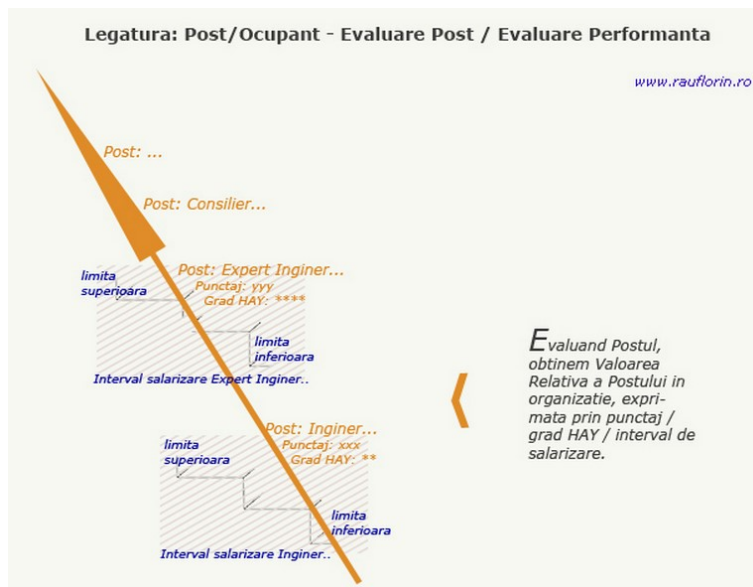 Legatura: Post/Ocupant - Evaluare Post / Evaluare Performanta
www.rauflorin.ro
Post: ...
Post: Consilier...
Post: Expert Inginer...
Punctaj: yyy
Grad HAY: ****
limita
superioara
limita
inferioara
Interval salarizare Expert Inginer..
Evaluand Postul,
obtinem Valoarea
Relativa a Postului in
organizatie, expri-
mata prin punctaj /
grad HAY / interval de
salarizare.
Post: Inginer...
Punctaj: xxx
Grad HAY: **
limita
superioara
limita
inferioara
Interval salarizare Inginer..